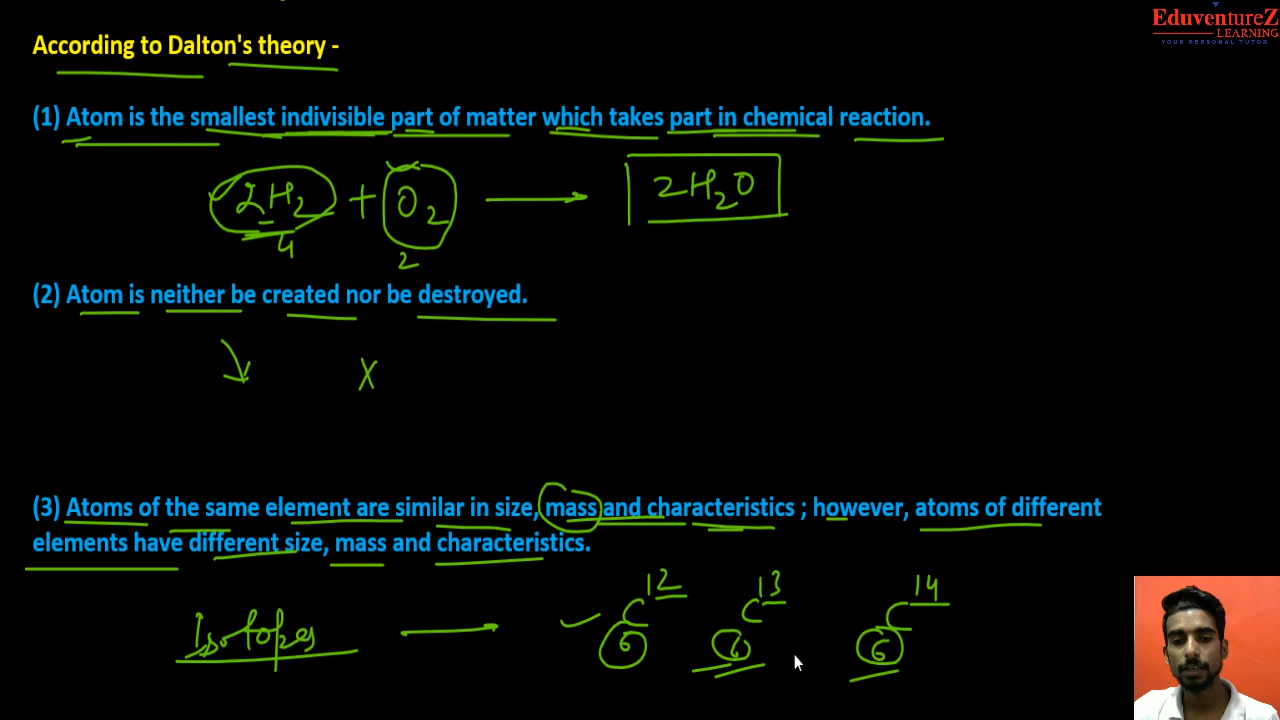 EduventureZ
LEARNING
YOUR PERSONAL TUTOR
According to Dalton's theory -
(1) Atom is the smallest indivisible part of matter which takes part in chemical reaction.
2H₂ + O₂ → 2H₂O
4 2
(2) Atom is neither be created nor be destroyed.
X
(3) Atoms of the same element are similar in size, mass and characteristics ; however, atoms of different
elements have different size, mass and characteristics.
12 13 14
Isotopes → C C C
6 6 6